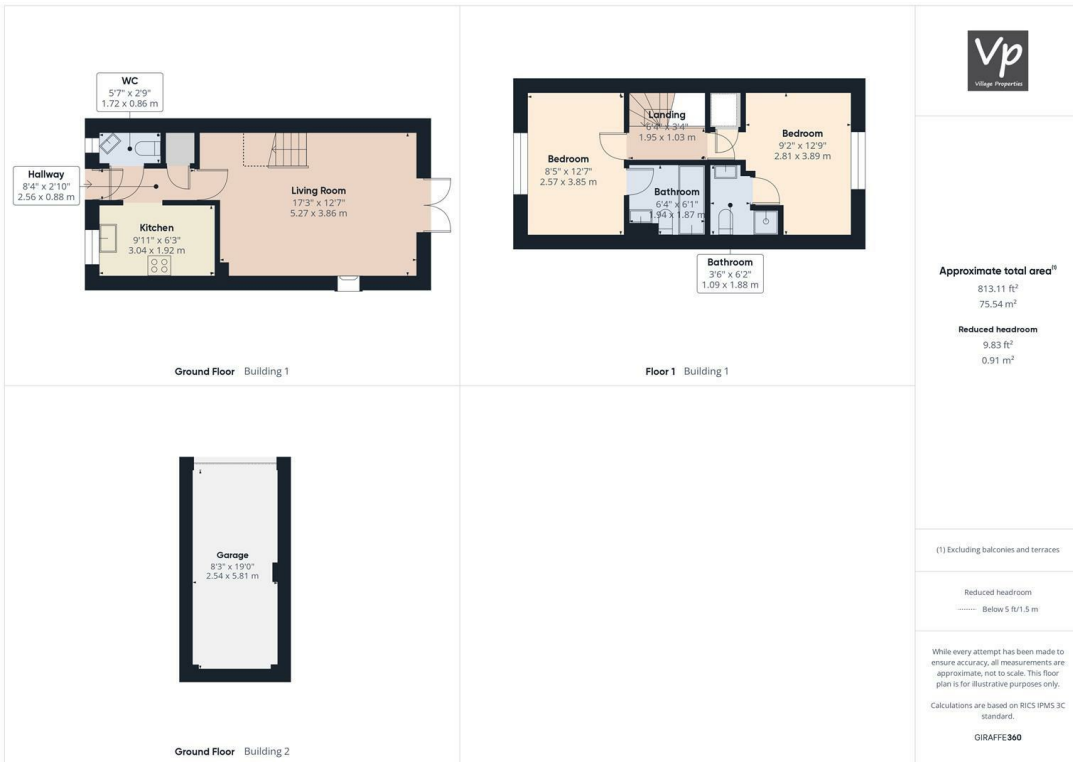 WC
5'7" x 2'9"
1.72 x 0.86 m
Hallway
8'4" x 2'10"
2.56 x 0.88 m
Living Room
17'3" x 12'7"
5.27 x 3.86 m
Kitchen
9'11" x 6'3"
3.04 x 1.92 m
Ground Floor Building 1
Landing
6'4" x 3'4"
1.95 x 1.03 m
Bedroom
9'2" x 12'9"
2.81 x 3.89 m
Bedroom
8'5" x 12'7"
2.57 x 3.85 m
Bathroom
6'4" x 6'1"
1.94 x 1.87 m
Bathroom
3'6" x 6'2"
1.09 x 1.88 m
Floor 1 Building 1
Garage
8'3" x 19'0"
2.54 x 5.81 m
Ground Floor Building 2
Vp
Village Properties
Approximate total area(1)
813.11 ft²
75.54 m²
Reduced headroom
9.83 ft²
0.91 m²
(1) Excluding balconies and terraces
Reduced headroom
Below 5 ft/1.5 m
While every attempt has been made to
ensure accuracy, all measurements are
approximate, not to scale. This floor
plan is for illustrative purposes only.
Calculations are based on RICS IPMS 3C
standard.
GIRAFFE360